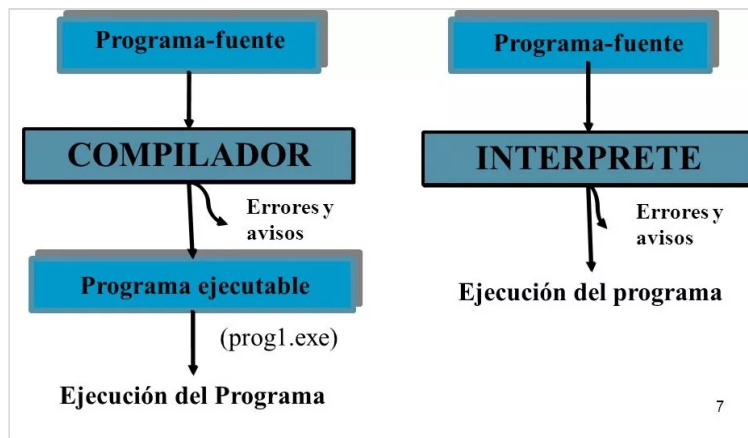 Programa-fuente
COMPILADOR
Errores y
avisos
Programa ejecutable
(prog1.exe)
Ejecución del Programa
Programa-fuente
INTERPRETE
Errores y
avisos
Ejecución del programa
7